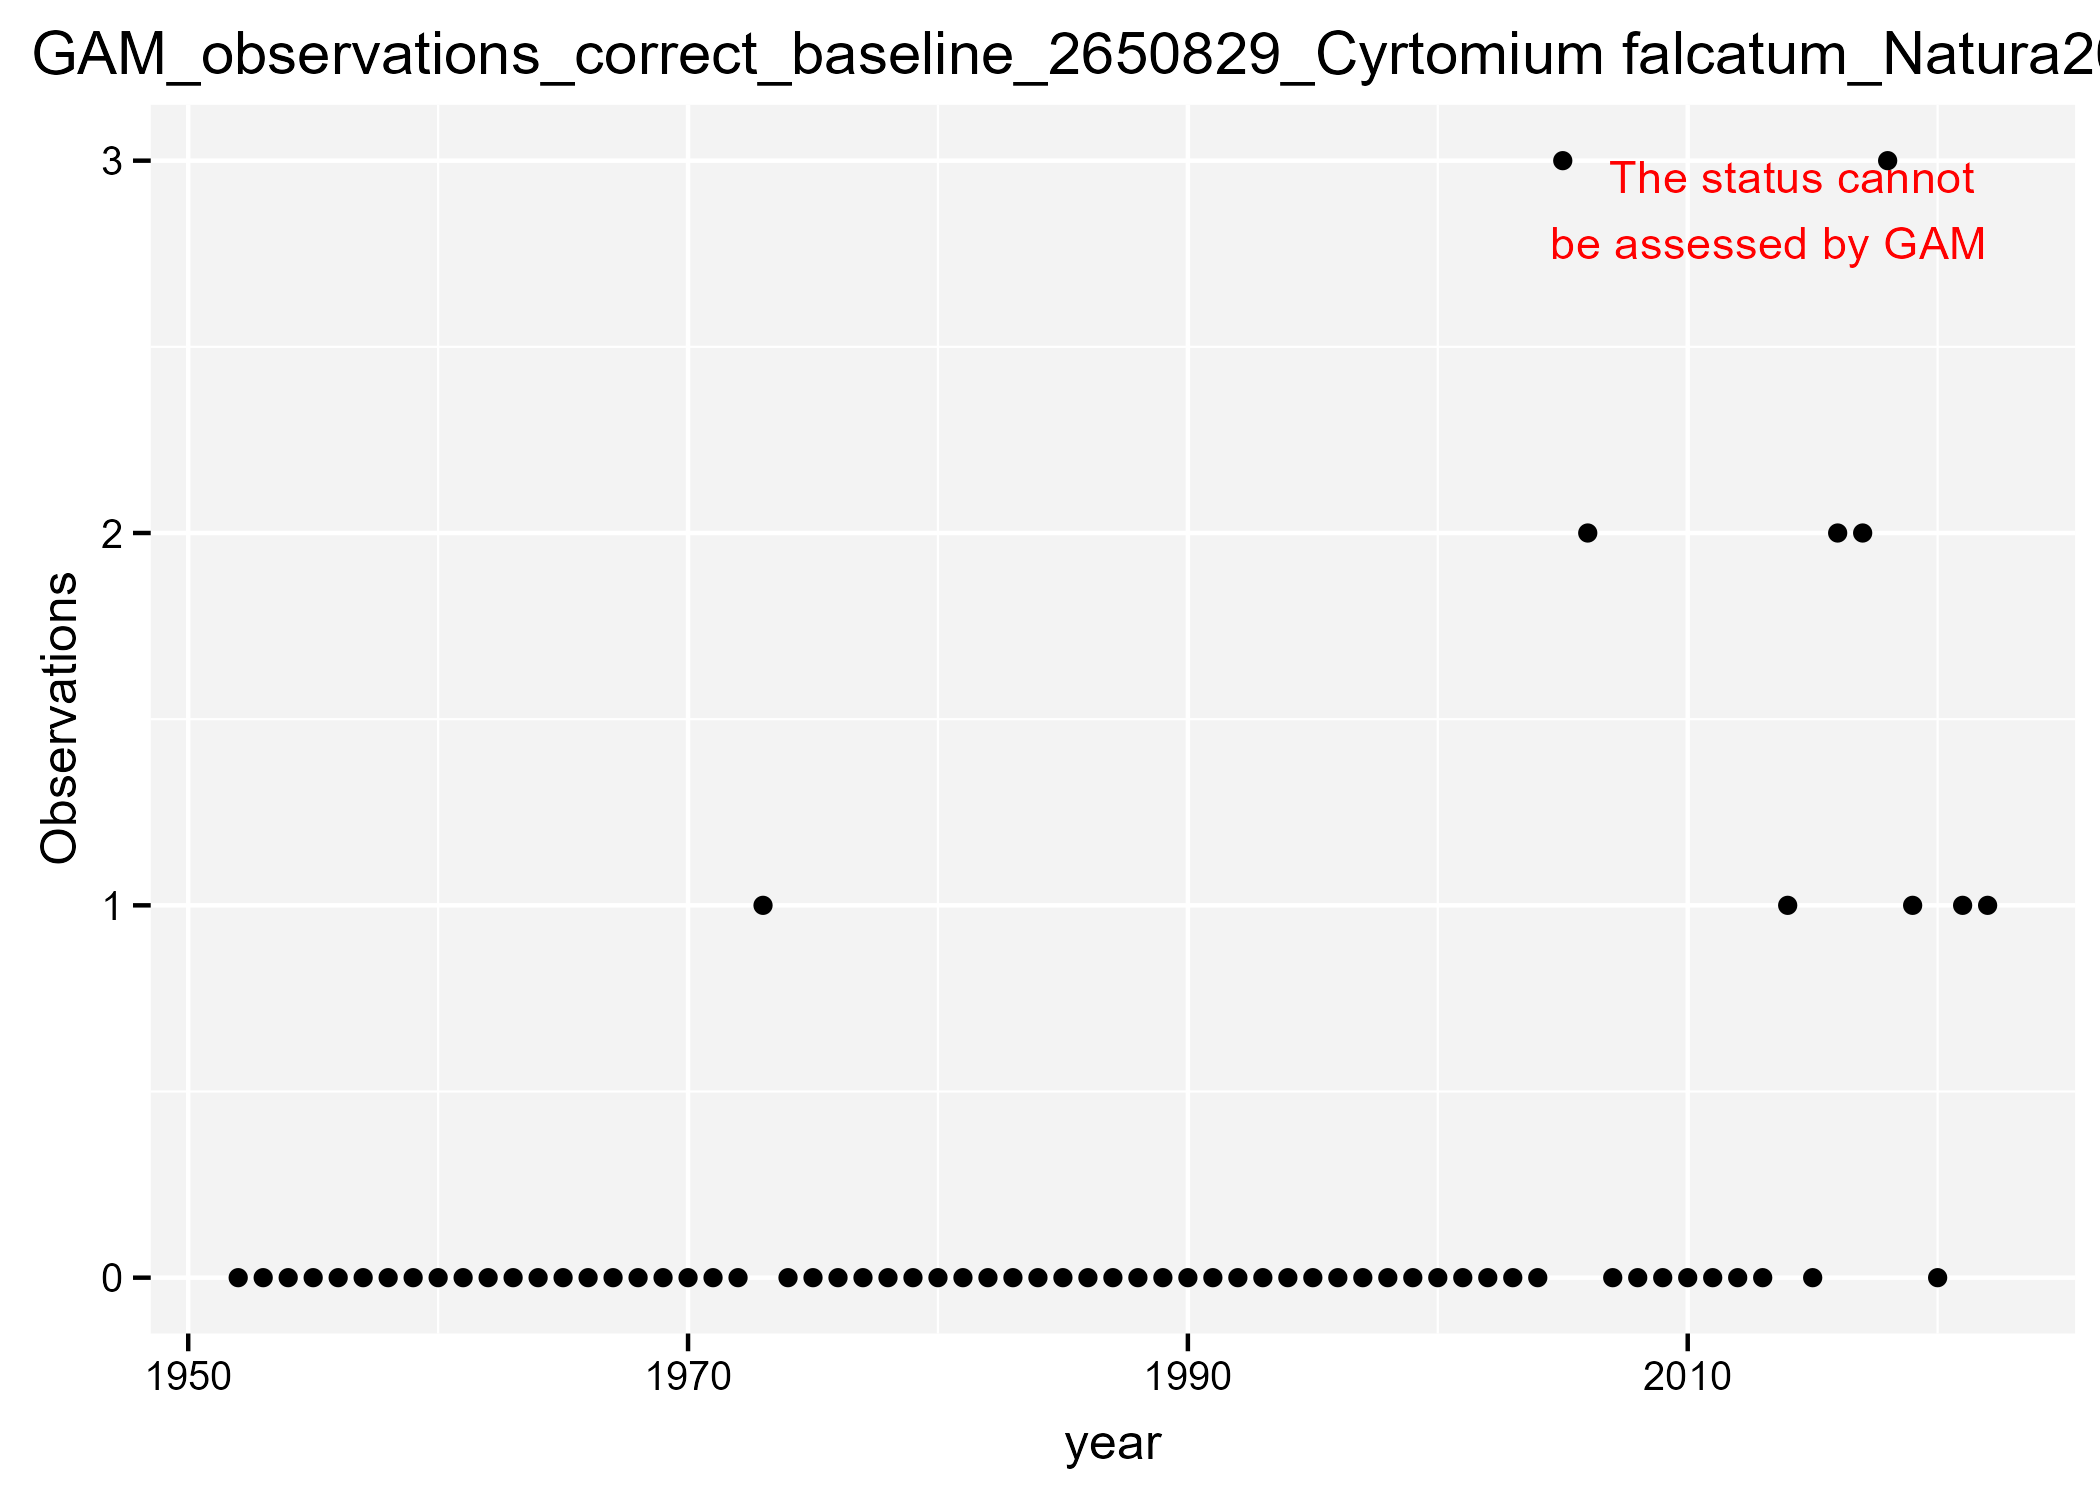 GAM_observations_correct_baseline_2650829_Cyrtomium falcatum_Natura20
3
The status cannot
be assessed by GAM
2
Observations
1
0
1950 1970 1990 2010
year